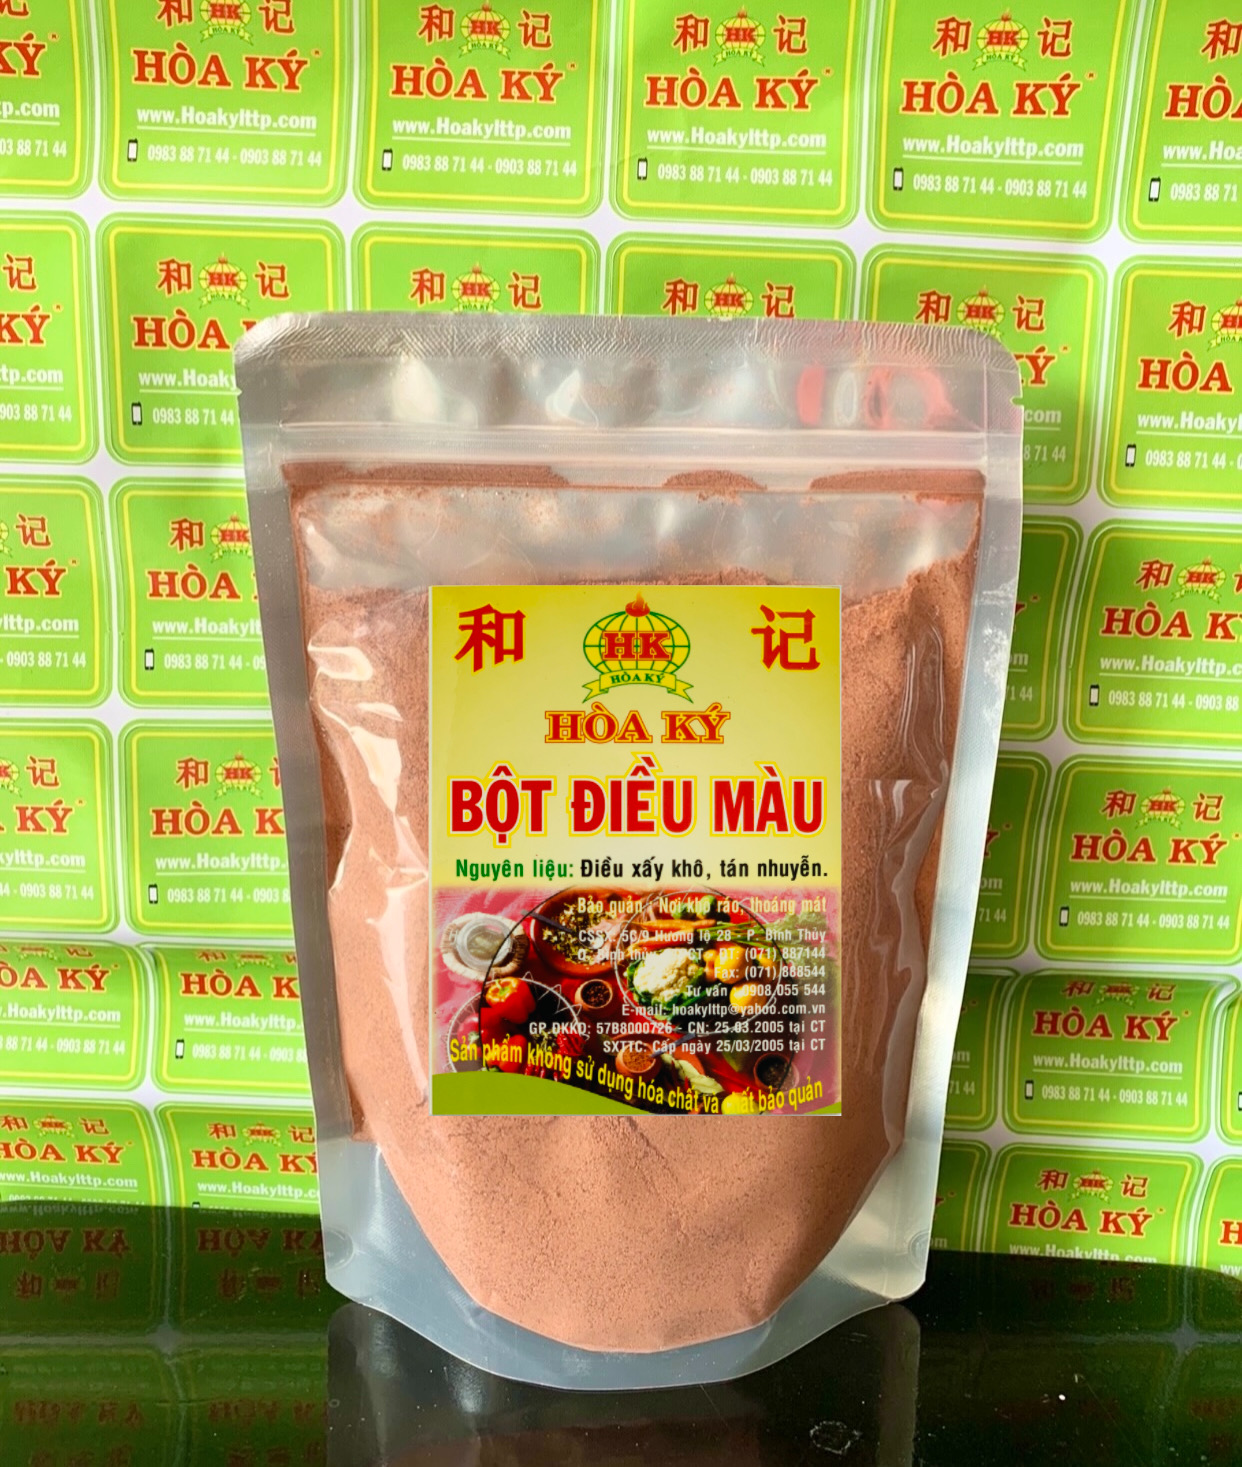 和 HK 记
HÒA KÝ
HÒA KÝ
BỘT ĐIỀU MÀU
Nguyên liệu: Điều xấy khô, tán nhuyễn.
Bảo quản: Nơi khô ráo, thoáng mát
CSSX: 56/9 Hương lộ 28 - P. Bình Thủy
ĐT: (071) 887144
Fax: (071) 888544
Tư vấn: 0908 055 544
E-mail: hoakylttp@yahoo.com.vn
GP ĐKKD: 57B8000726 - CN: 25.03.2005 tại CT
SXTTC: Cấp ngày 25/03/2005 tại CT
Sản phẩm không sử dụng hóa chất và chất bảo quản
和 HK 记
HÒA KÝ
HÒA KÝ
www.Hoakylttp.com
0983 88 71 44 - 0903 88 71 44